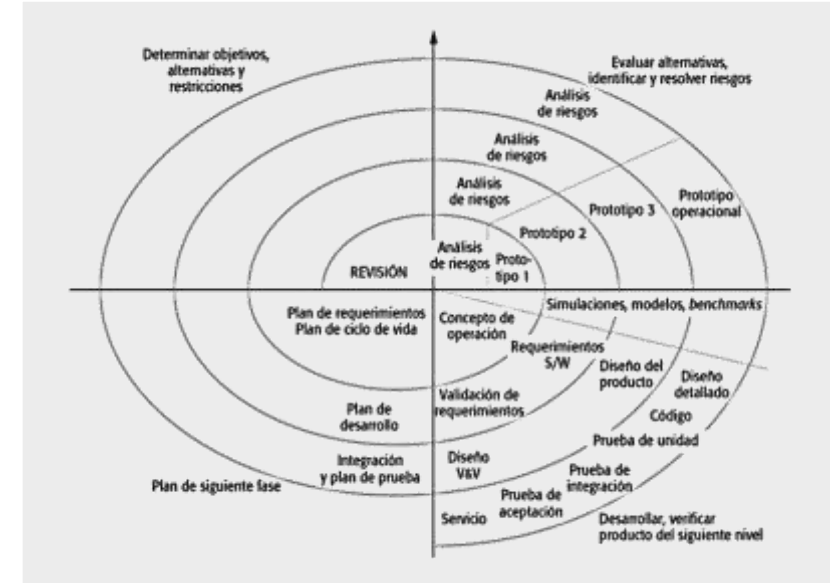 Determinar objetivos,
alternativas y
restricciones
Evaluar alternativas,
identificar y resolver riesgos
Análisis
de riesgos
Análisis
de riesgos
Análisis
de riesgos
Análisis
de riesgos
Proto-
tipo 1
Prototipo 2
Prototipo 3
Prototipo
operacional
REVISIÓN
Simulaciones, modelos, benchmarks
Plan de requerimientos
Plan de ciclo de vida
Concepto de
operación
Requerimientos
S/W
Diseño del
producto
Diseño
detallado
Plan de
desarrollo
Validación de
requerimientos
Código
Prueba de unidad
Integración
y plan de prueba
Diseño
V&V
Prueba de
integración
Plan de siguiente fase
Prueba de
aceptación
Servicio
Desarrollar, verificar
producto del siguiente nivel